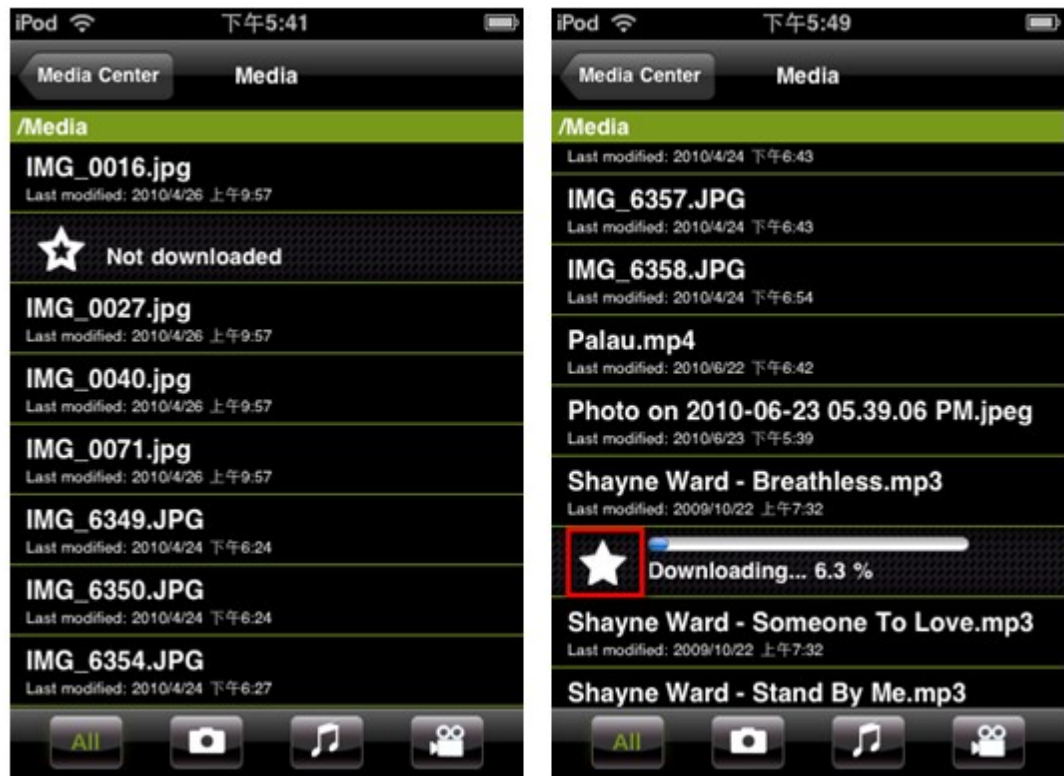 iPod 下午5:41
Media Center Media
/Media
IMG_0016.jpg
Last modified: 2010/4/26 上午9:57
Not downloaded
IMG_0027.jpg
Last modified: 2010/4/26 上午9:57
IMG_0040.jpg
Last modified: 2010/4/26 上午9:57
IMG_0071.jpg
Last modified: 2010/4/26 上午9:57
IMG_6349.JPG
Last modified: 2010/4/24 下午6:24
IMG_6350.JPG
Last modified: 2010/4/24 下午6:24
IMG_6354.JPG
Last modified: 2010/4/24 下午6:27
All
iPod 下午5:49
Media Center Media
/Media
Last modified: 2010/4/24 下午6:43
IMG_6357.JPG
Last modified: 2010/4/24 下午6:43
IMG_6358.JPG
Last modified: 2010/4/24 下午6:54
Palau.mp4
Last modified: 2010/6/22 下午6:42
Photo on 2010-06-23 05.39.06 PM.jpeg
Last modified: 2010/6/23 下午5:39
Shayne Ward - Breathless.mp3
Last modified: 2009/10/22 上午7:32
Downloading... 6.3 %
Shayne Ward - Someone To Love.mp3
Last modified: 2009/10/22 上午7:32
Shayne Ward - Stand By Me.mp3
All